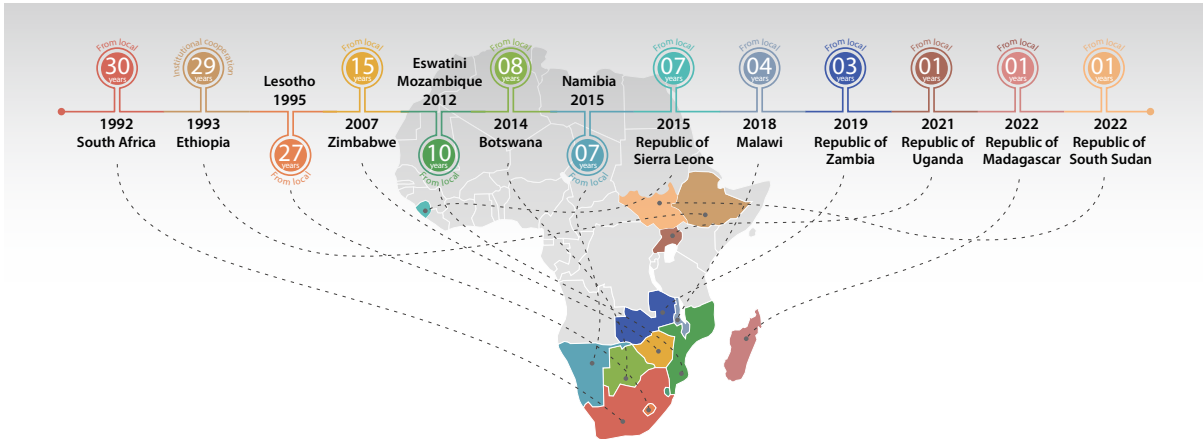 From local
30
years
1992
South Africa
Institutional cooperation
29
years
1993
Ethiopia
Lesotho
1995
27
years
From local
From local
15
years
2007
Zimbabwe
Eswatini
Mozambique
2012
10
years
From local
From local
08
years
2014
Botswana
Namibia
2015
07
years
From local
From local
07
years
2015
Republic of
Sierra Leone
From local
04
years
2018
Malawi
From local
03
years
2019
Republic of
Zambia
From local
01
years
2021
Republic of
Uganda
From local
01
years
2022
Republic of
Madagascar
From local
01
years
2022
Republic of
South Sudan